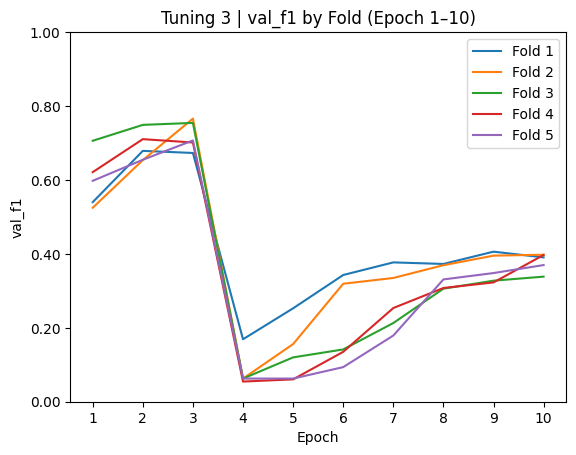 Tuning 3 | val_f1 by Fold (Epoch 1–10)
1.00
0.80
0.60
0.40
0.20
0.00
val_f1
Fold 1
Fold 2
Fold 3
Fold 4
Fold 5
1 2 3 4 5 6 7 8 9 10
Epoch